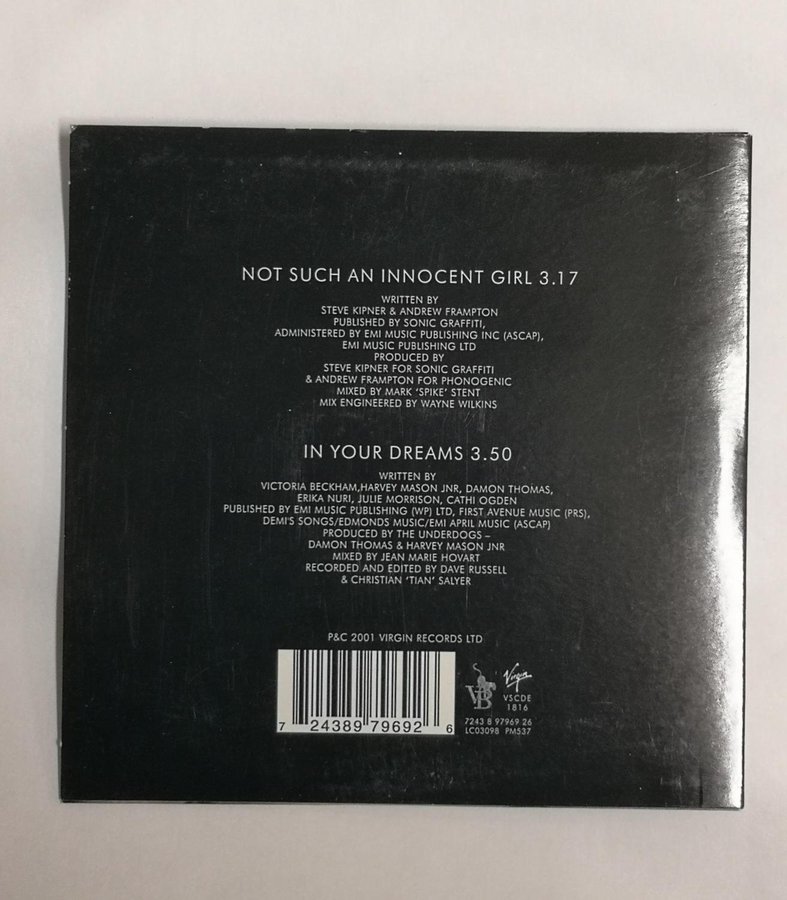 NOT SUCH AN INNOCENT GIRL 3.17
WRITTEN BY
STEVE KIPNER & ANDREW FRAMPTON
PUBLISHED BY SONIC GRAFFITI,
ADMINISTERED BY EMI MUSIC PUBLISHING INC (ASCAP),
EMI MUSIC PUBLISHING LTD
PRODUCED BY
STEVE KIPNER FOR SONIC GRAFFITI
& ANDREW FRAMPTON FOR PHONOGENIC
MIXED BY MARK 'SPIKE' STENT
MIX ENGINEERED BY WAYNE WILKINS
IN YOUR DREAMS 3.50
WRITTEN BY
VICTORIA BECKHAM,HARVEY MASON JNR, DAMON THOMAS,
ERIKA NURI, JULIE MORRISON, CATHI OGDEN
PUBLISHED BY EMI MUSIC PUBLISHING (WP) LTD, FIRST AVENUE MUSIC (PRS),
DEMI'S SONGS/EDMONDS MUSIC/EMI APRIL MUSIC (ASCAP)
PRODUCED BY THE UNDERDOGS –
DAMON THOMAS & HARVEY MASON JNR
MIXED BY JEAN MARIE HOVART
RECORDED AND EDITED BY DAVE RUSSELL
& CHRISTIAN 'TIAN' SALYER
P&C 2001 VIRGIN RECORDS LTD
7 24389 79692 6
VB
Virgin
VSCDE
1816
7243 8 97969 26
LC03098 PM537